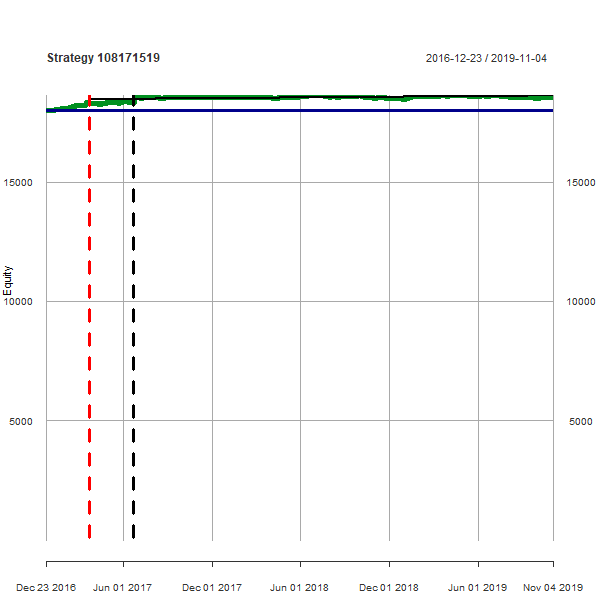 Strategy 108171519
2016-12-23 / 2019-11-04
15000
15000
Equity
10000
10000
5000
5000
Dec 23 2016
Jun 01 2017
Dec 01 2017
Jun 01 2018
Dec 01 2018
Jun 01 2019
Nov 04 2019